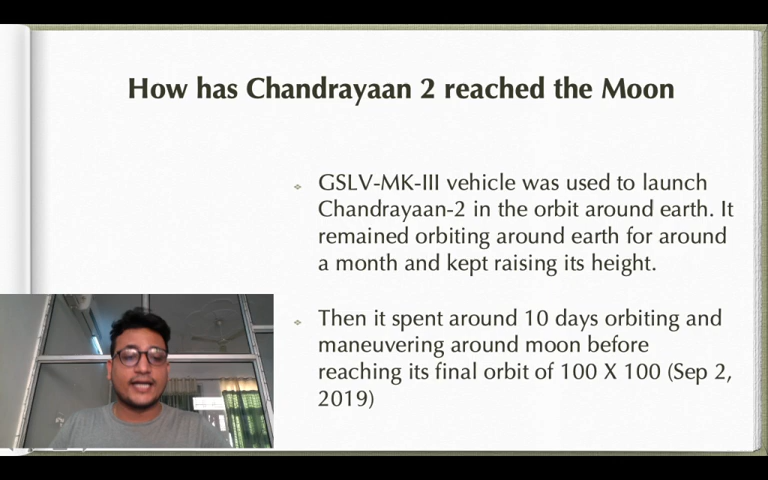 How has Chandrayaan 2 reached the Moon
GSLV-MK-III vehicle was used to launch
Chandrayaan-2 in the orbit around earth. It
remained orbiting around earth for around
a month and kept raising its height.
Then it spent around 10 days orbiting and
maneuvering around moon before
reaching its final orbit of 100 X 100 (Sep 2,
2019)